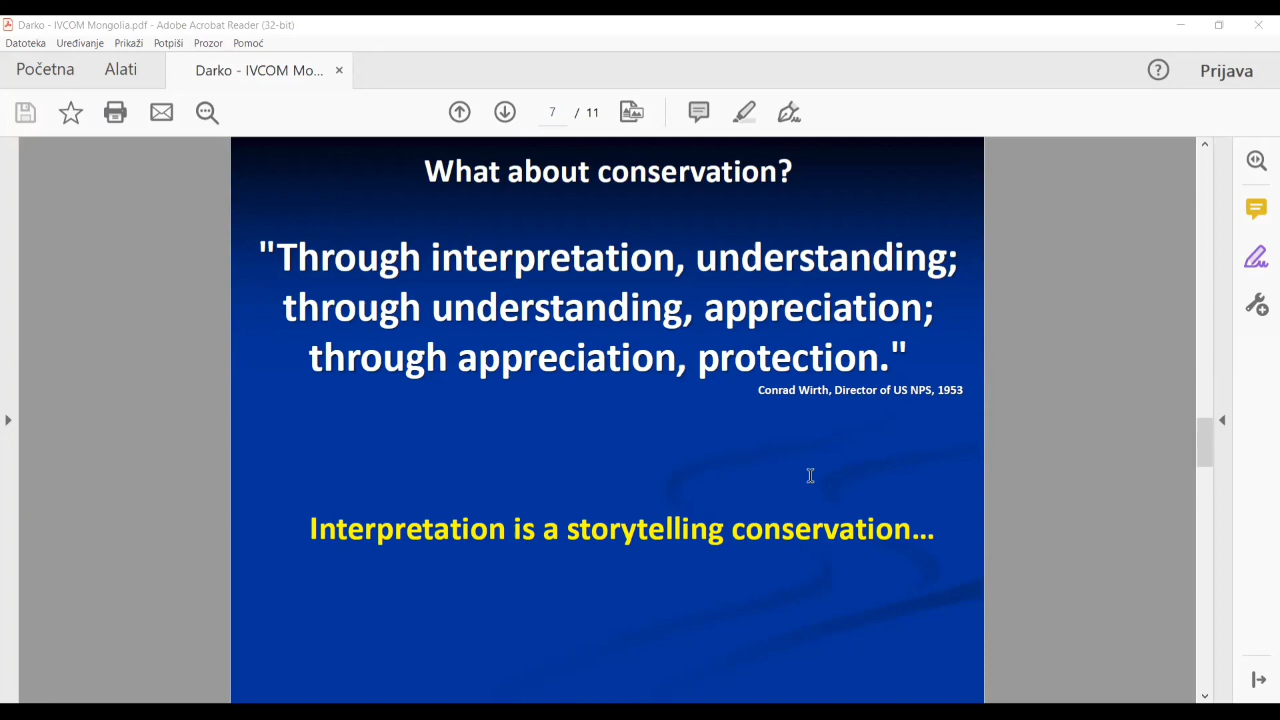 Darko - IVCOM Mongolia.pdf - Adobe Acrobat Reader (32-bit)
Datoteka Uređivanje Prikaži Potpiši Prozor Pomoć
Početna Alati Darko - IVCOM Mo... Prijava
7 / 11
What about conservation?
"Through interpretation, understanding;
through understanding, appreciation;
through appreciation, protection."
Conrad Wirth, Director of US NPS, 1953
Interpretation is a storytelling conservation...